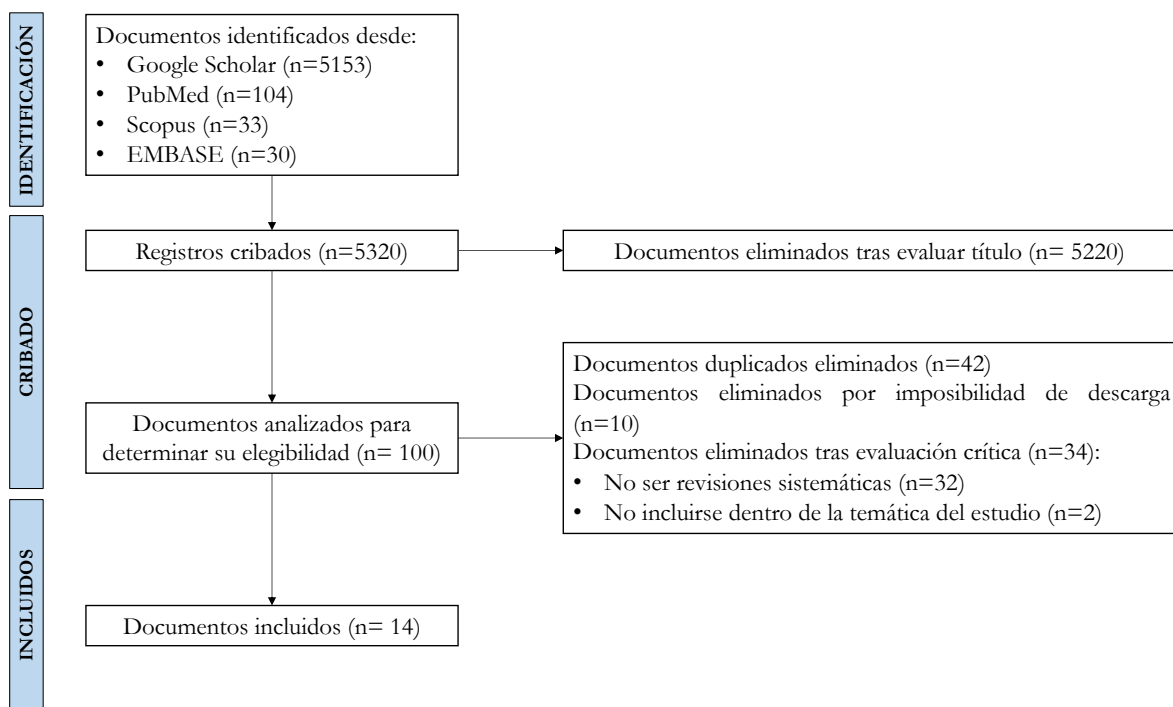 IDENTIFICACIÓN
Documentos identificados desde:
• Google Scholar (n=5153)
• PubMed (n=104)
• Scopus (n=33)
• EMBASE (n=30)
CRIBADO
Registros cribados (n=5320)
Documentos eliminados tras evaluar título (n= 5220)
Documentos analizados para
determinar su elegibilidad (n= 100)
Documentos duplicados eliminados (n=42)
Documentos eliminados por imposibilidad de descarga
(n=10)
Documentos eliminados tras evaluación crítica (n=34):
• No ser revisiones sistemáticas (n=32)
• No incluirse dentro de la temática del estudio (n=2)
INCLUIDOS
Documentos incluidos (n= 14)